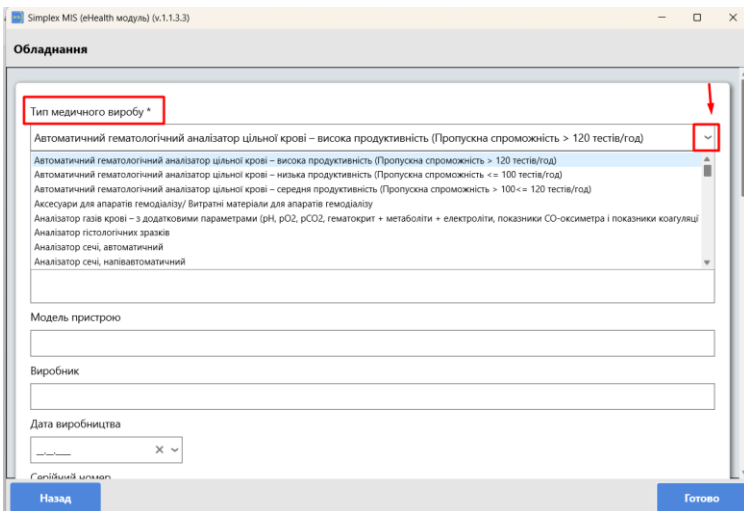 Simplex MIS (eHealth модуль) (v.1.1.3.3)
Обладнання
Тип медичного виробу *
Автоматичний гематологічний аналізатор цільної крові – висока продуктивність (Пропускна спроможність > 120 тестів/год)
Автоматичний гематологічний аналізатор цільної крові – висока продуктивність (Пропускна спроможність > 120 тестів/год)
Автоматичний гематологічний аналізатор цільної крові – низька продуктивність (Пропускна спроможність <= 100 тестів/год)
Автоматичний гематологічний аналізатор цільної крові – середня продуктивність (Пропускна спроможність > 100<= 120 тестів/год)
Аксесуари для апаратів гемодіалізу/ Витратні матеріали для апаратів гемодіалізу
Аналізатор газів крові – з додатковими параметрами (pH, pO2, pCO2, гематокрит + метаболіти + електроліти, показники CO-оксиметра і показники коагуляції
Аналізатор гістологічних зразків
Аналізатор сечі, автоматичний
Аналізатор сечі, напівавтоматичний
Модель пристрою
Виробник
Дата виробництва
__.__.____
Серійний номер
Назад
Готово